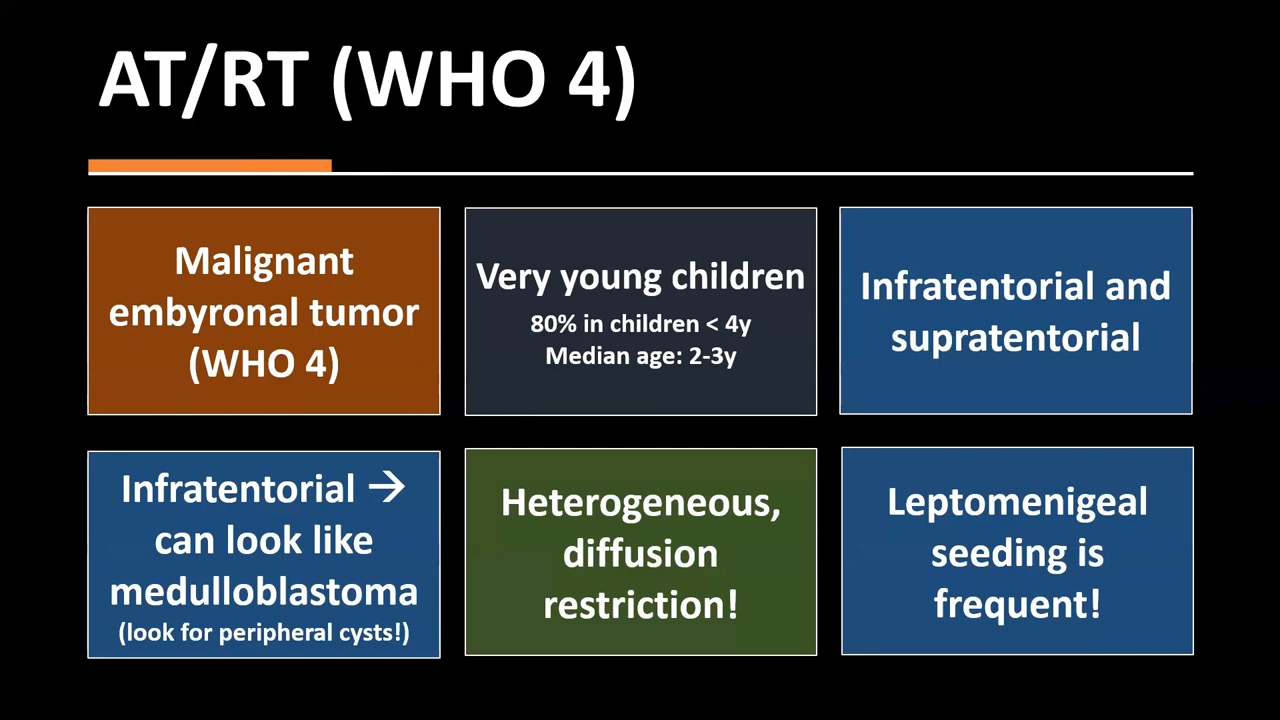 AT/RT (WHO 4)
Malignant
embyronal tumor
(WHO 4)
Very young children
80% in children < 4y
Median age: 2-3y
Infratentorial and
supratentorial
Infratentorial →
can look like
medulloblastoma
(look for peripheral cysts!)
Heterogeneous,
diffusion
restriction!
Leptomenigeal
seeding is
frequent!